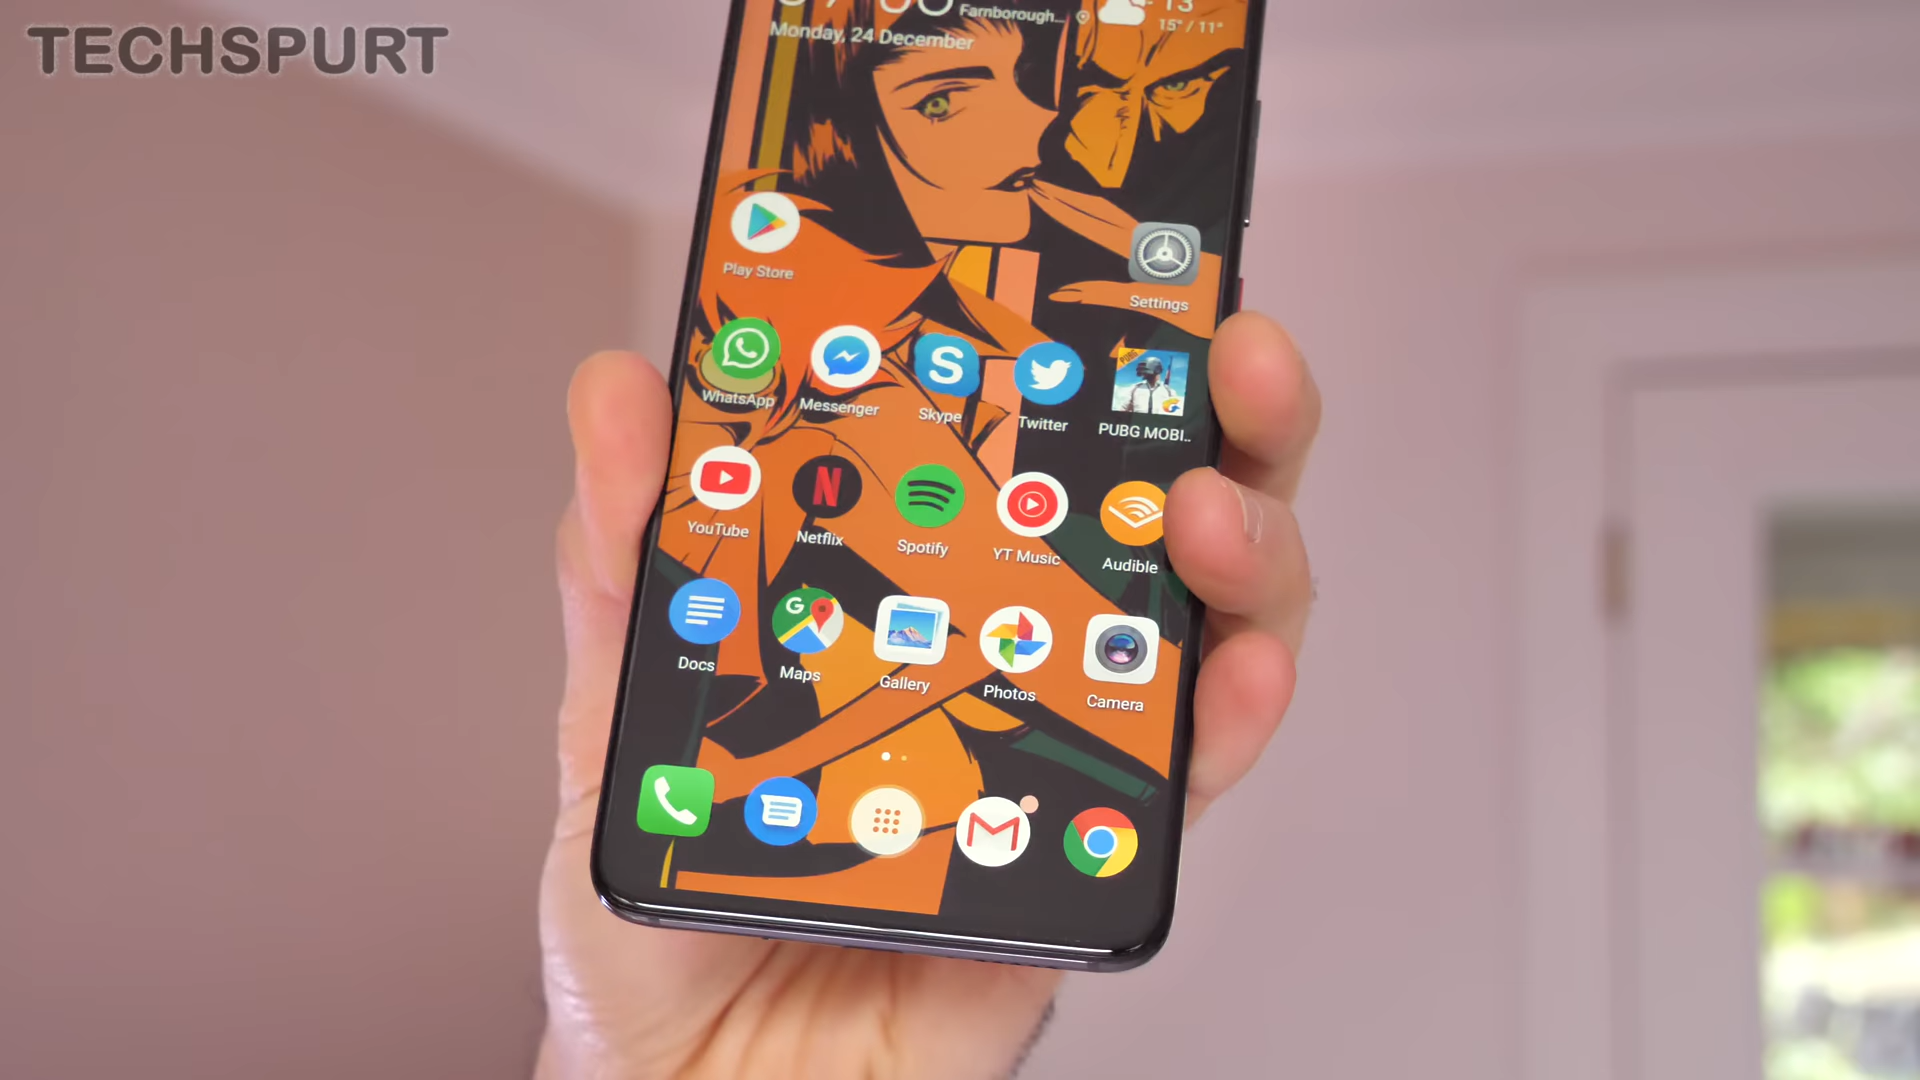 TECHSPURT
Farnborough...
13
Monday, 24 December
15° / 11°
Play Store
Settings
PUBG
S
WhatsApp
Messenger
Skype
Twitter
PUBG MOBI..
N
YouTube
Netflix
Spotify
YT Music
Audible
G
Docs
Maps
Gallery
Photos
Camera